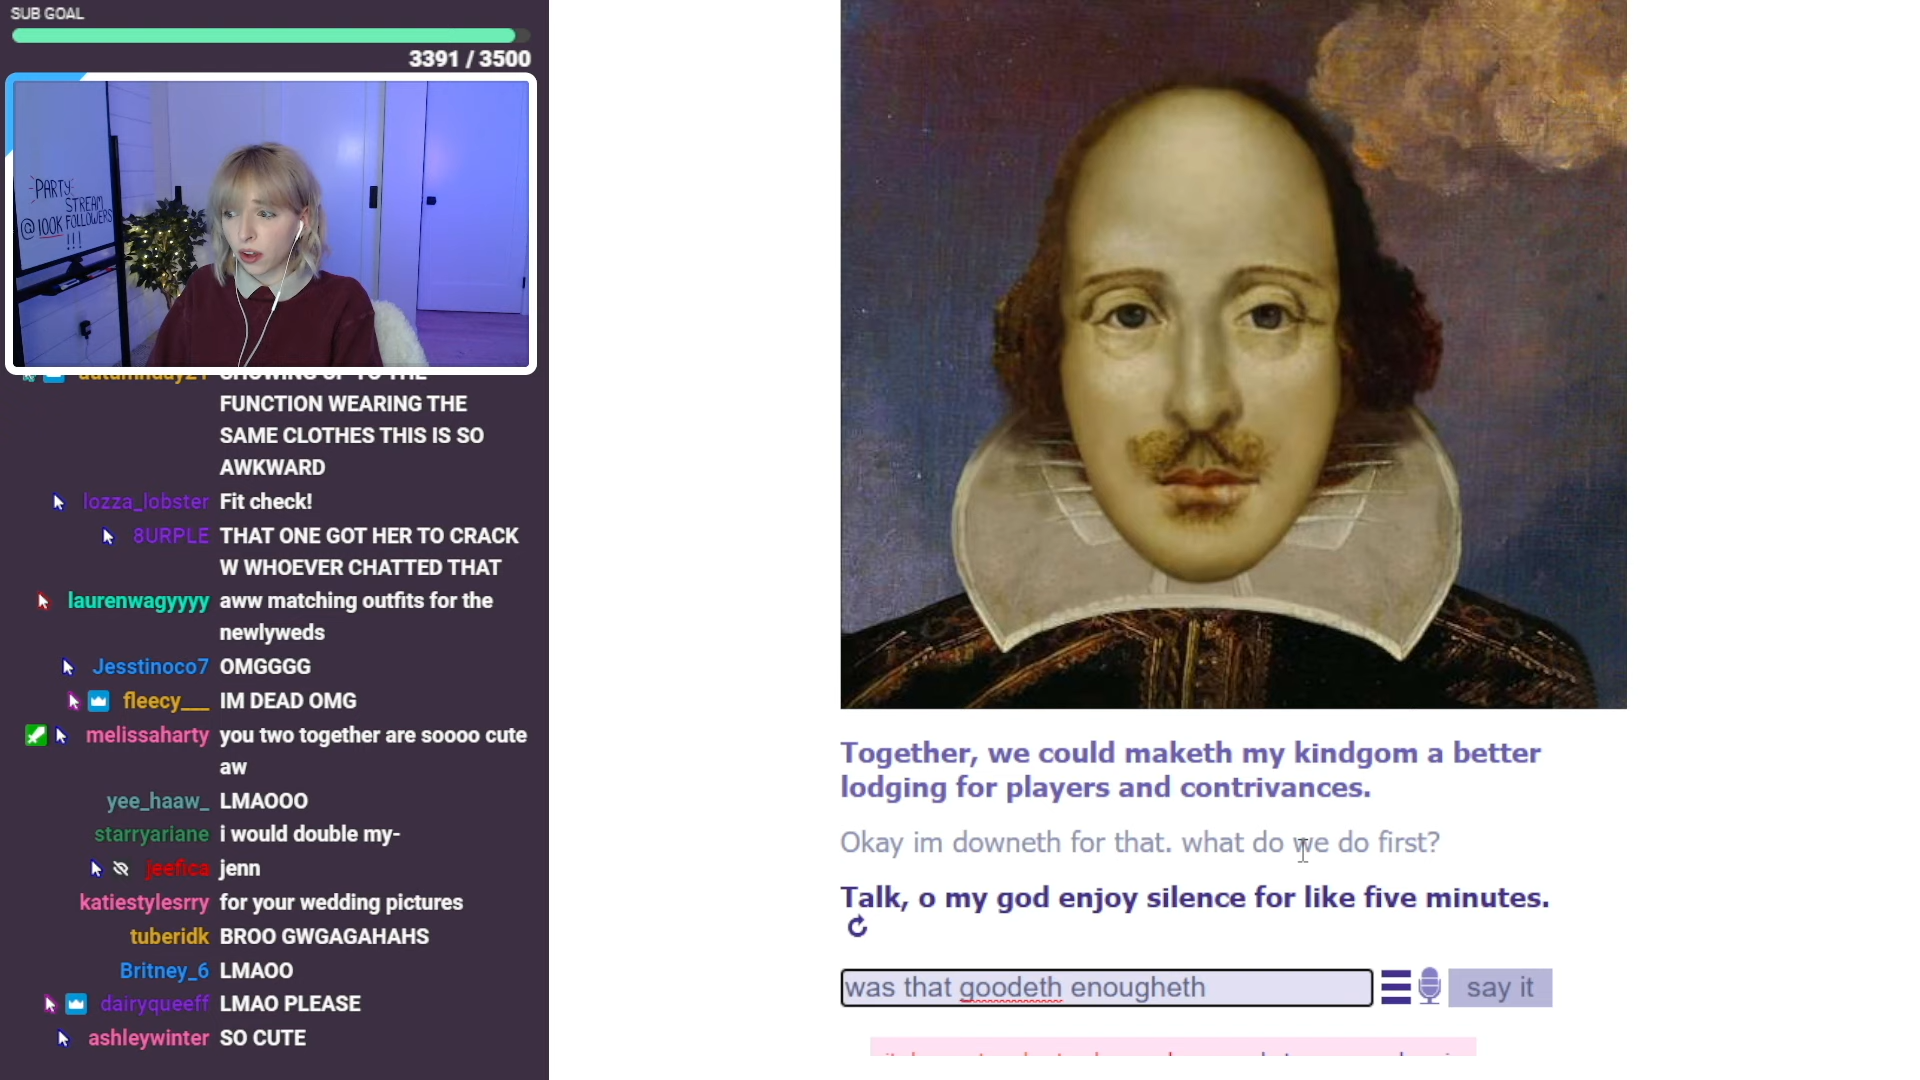 SUB GOAL
3391 / 3500
-PARTY-
STREAM
@100K FOLLOWERS
!!!
FUNCTION WEARING THE
SAME CLOTHES THIS IS SO
AWKWARD
lozza_lobster Fit check!
8URPLE THAT ONE GOT HER TO CRACK
W WHOEVER CHATTED THAT
laurenwagyyyy aww matching outfits for the
newlyweds
Jesstinoco7 OMGGGG
fleecy___ IM DEAD OMG
melissaharty you two together are soooo cute
aw
yee_haaw_ LMAOOO
starryariane i would double my-
jeefica jenn
katiestylesrry for your wedding pictures
tuberidk BROO GWGAGAHAHS
Britney_6 LMAOO
dairyqueeff LMAO PLEASE
ashleywinter SO CUTE
Together, we could maketh my kindgom a better
lodging for players and contrivances.
Okay im downeth for that. what do we do first?
Talk, o my god enjoy silence for like five minutes.
was that goodeth enougheth
say it